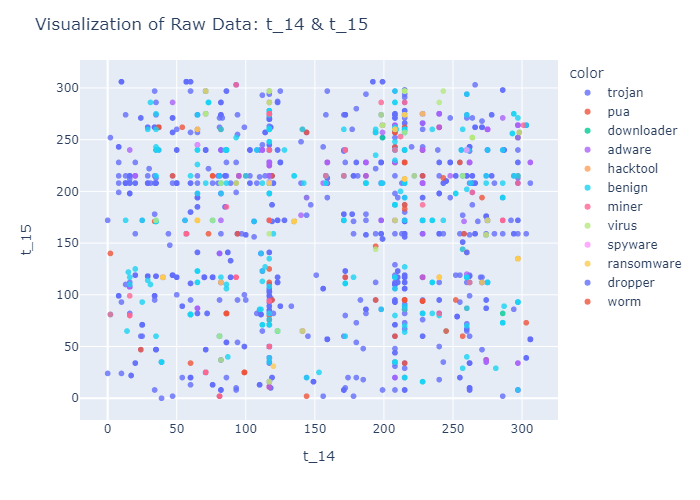 Visualization of Raw Data: t_14 & t_15
color
trojan
pua
downloader
adware
hacktool
benign
miner
virus
spyware
ransomware
dropper
worm
300
250
200
150
100
50
0
t_15
0 50 100 150 200 250 300
t_14